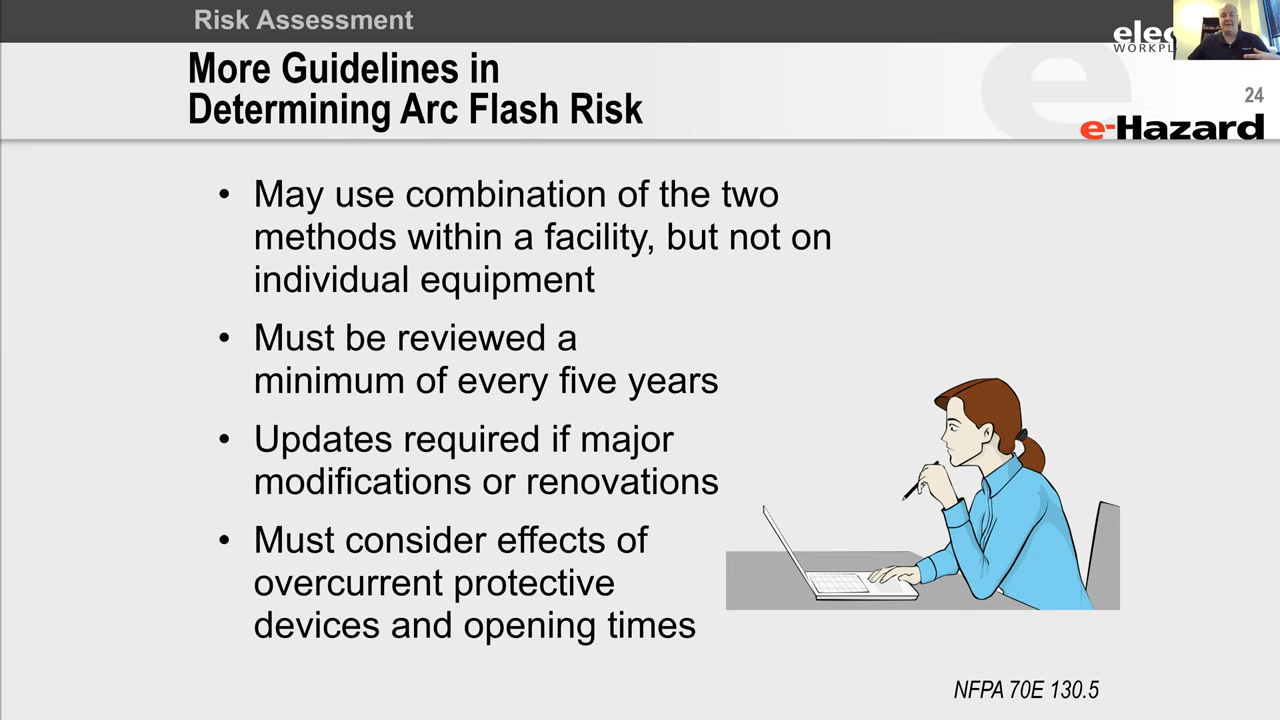 Risk Assessment
More Guidelines in
Determining Arc Flash Risk
24
e-Hazard
• May use combination of the two
methods within a facility, but not on
individual equipment
• Must be reviewed a
minimum of every five years
• Updates required if major
modifications or renovations
• Must consider effects of
overcurrent protective
devices and opening times
NFPA 70E 130.5